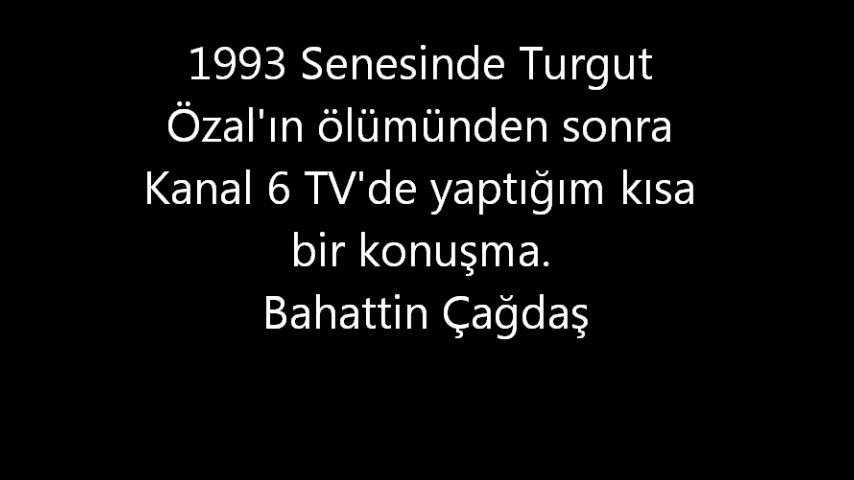 1993 Senesinde Turgut
Özal'ın ölümünden sonra
Kanal 6 TV'de yaptığım kısa
bir konuşma.
Bahattin Çağdaş